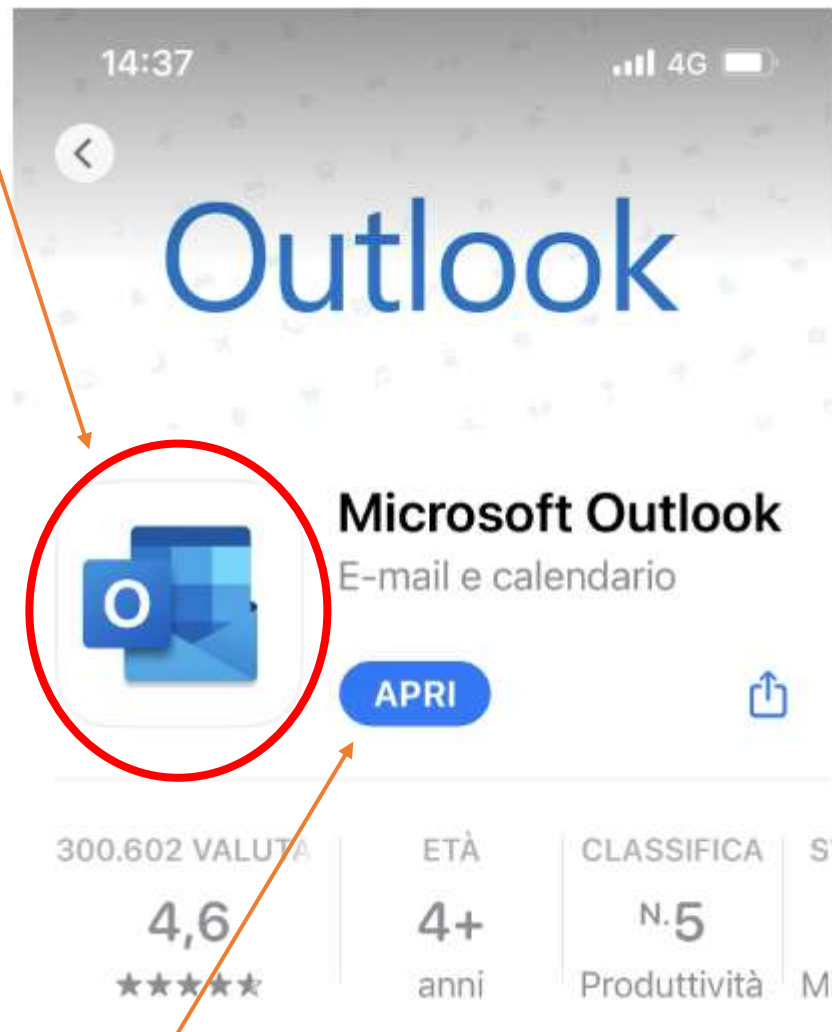 14:37
4G
Outlook
Microsoft Outlook
E-mail e calendario
O
APRI
300.602 VALUTA
ETÀ
CLASSIFICA
4,6
4+
N.5
anni
Produttività
M